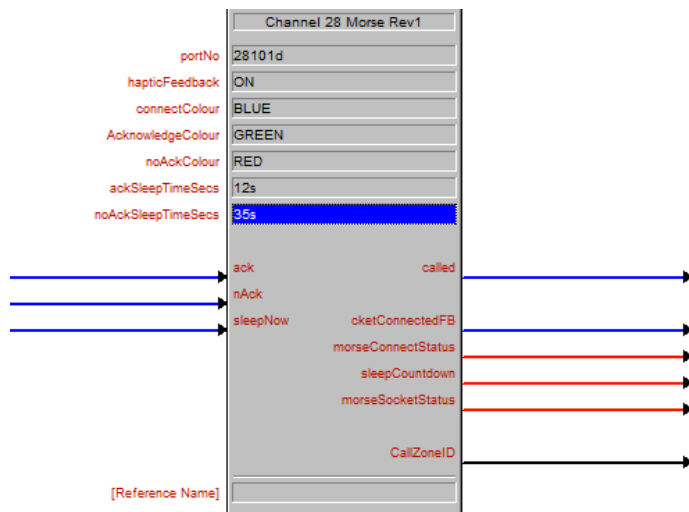 Channel 28 Morse Rev1
portNo 28101d
hapticFeedback ON
connectColour BLUE
AcknowledgeColour GREEN
noAckColour RED
ackSleepTimeSecs 12s
noAckSleepTimeSecs 35s
ack called
nAck
sleepNow cketConnectedFB
morseConnectStatus
sleepCountdown
morseSocketStatus
CallZoneID
[Reference Name]